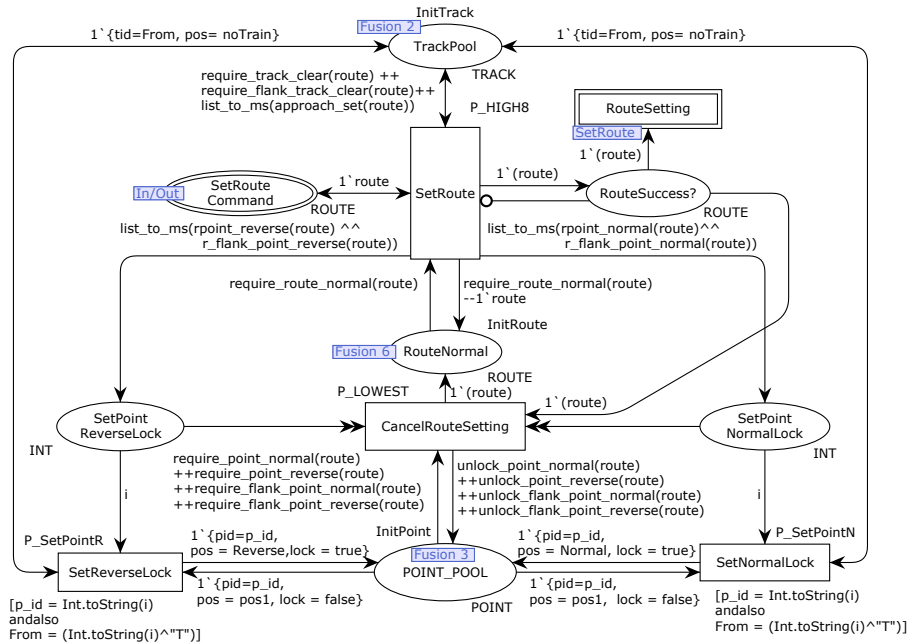 InitTrack
Fusion 2
1`{tid=From, pos= noTrain}
1`{tid=From, pos= noTrain}
TrackPool
TRACK
require_track_clear(route) ++
require_flank_track_clear(route)++
list_to_ms(approach_set(route))
P_HIGH8
RouteSetting
SetRoute
1`(route)
SetRoute
Command
In/Out
ROUTE
1`route
SetRoute
1`(route)
RouteSuccess?
ROUTE
list_to_ms(rpoint_reverse(route) ^^
r_flank_point_reverse(route))
list_to_ms(rpoint_normal(route)^^
r_flank_point_normal(route))
require_route_normal(route)
require_route_normal(route)
--1`route
InitRoute
Fusion 6
RouteNormal
ROUTE
P_LOWEST
1`(route)
1`(route)
SetPoint
ReverseLock
INT
CancelRouteSetting
SetPoint
NormalLock
INT
require_point_normal(route)
++require_point_reverse(route)
++require_flank_point_normal(route)
++require_flank_point_reverse(route)
unlock_point_normal(route)
++unlock_point_reverse(route)
++unlock_flank_point_normal(route)
++unlock_flank_point_reverse(route)
i
i
P_SetPointR
1`{pid=p_id,
pos = Reverse,lock = true}
InitPoint
1`{pid=p_id,
pos = Normal, lock = true}
P_SetPointN
Fusion 3
SetReverseLock
POINT_POOL
SetNormalLock
1`{pid=p_id,
pos = pos1, lock = false}
POINT
1`{pid=p_id,
pos = pos1,  lock = false}
[p_id = Int.toString(i)
andalso
From = (Int.toString(i)^"T")]
[p_id = Int.toString(i)
andalso
From = (Int.toString(i)^"T")]